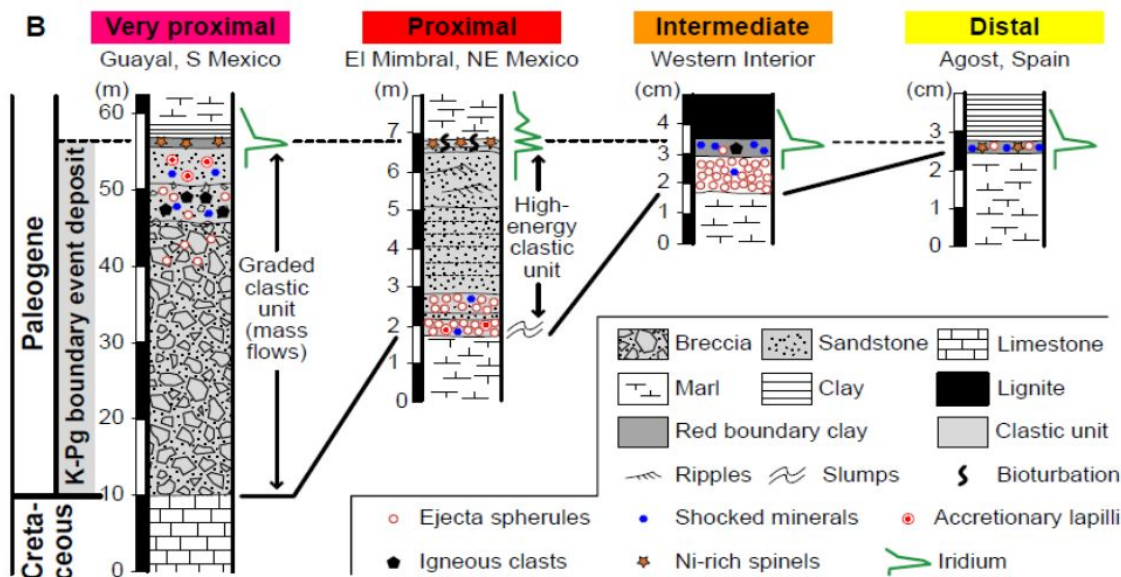 B
Very proximal
Proximal
Intermediate
Distal
Guayal, S Mexico
El Mimbral, NE Mexico
Western Interior
Agost, Spain
(m)
(m)
(cm)
(cm)
60
50
40
30
20
10
0
7
6
5
4
3
2
1
0
4
3
2
1
0
3
2
1
0
Paleogene
K-Pg boundary event deposit
Creta-
ceous
Graded
clastic
unit
(mass
flows)
High-
energy
clastic
unit
Breccia
Sandstone
Limestone
Marl
Clay
Lignite
Red boundary clay
Clastic unit
Ripples
Slumps
Bioturbation
Ejecta spherules
Shocked minerals
Accretionary lapilli
Igneous clasts
Ni-rich spinels
Iridium